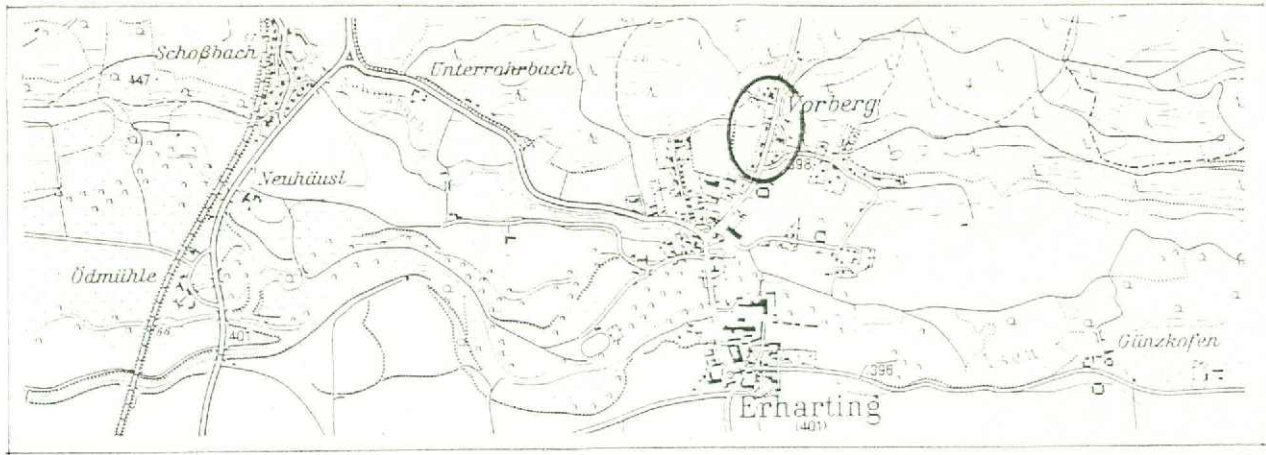 Schoßbach
Unterrohrbach
447
Vorberg
398
Neuhäusl
Ödmühle
401
Günzkofen
396
Erharting
(401)